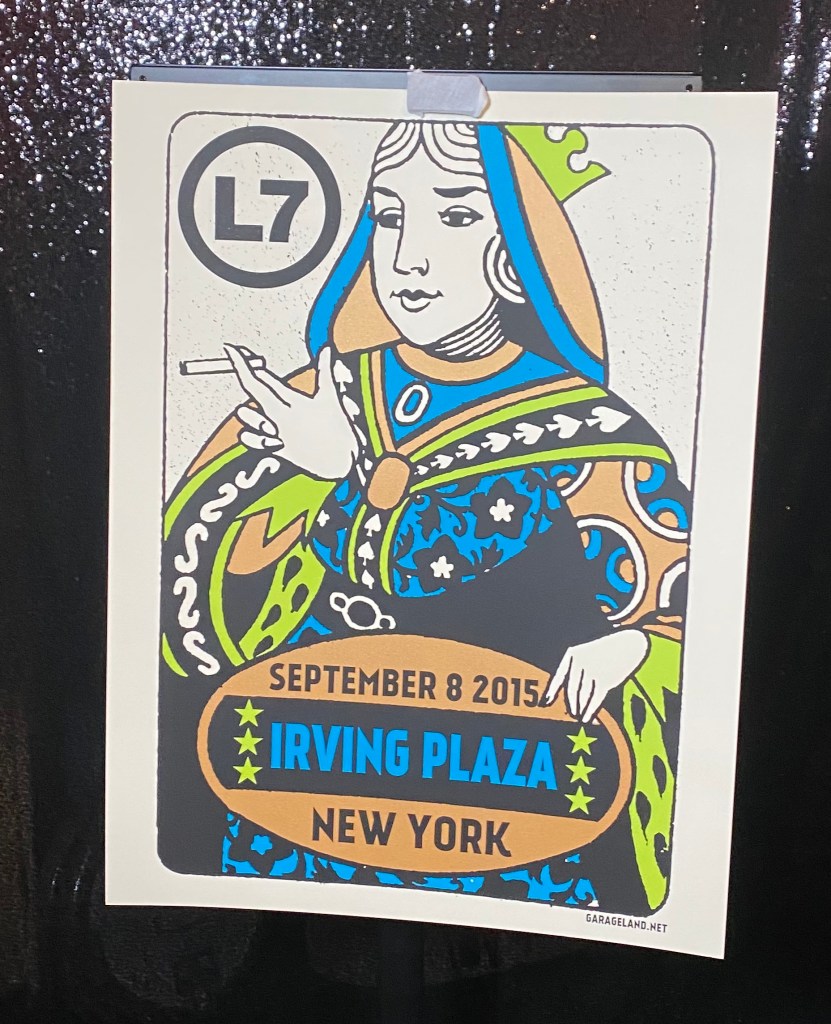 L7
SEPTEMBER 8 2015
IRVING PLAZA
NEW YORK
GARAGELAND.NET